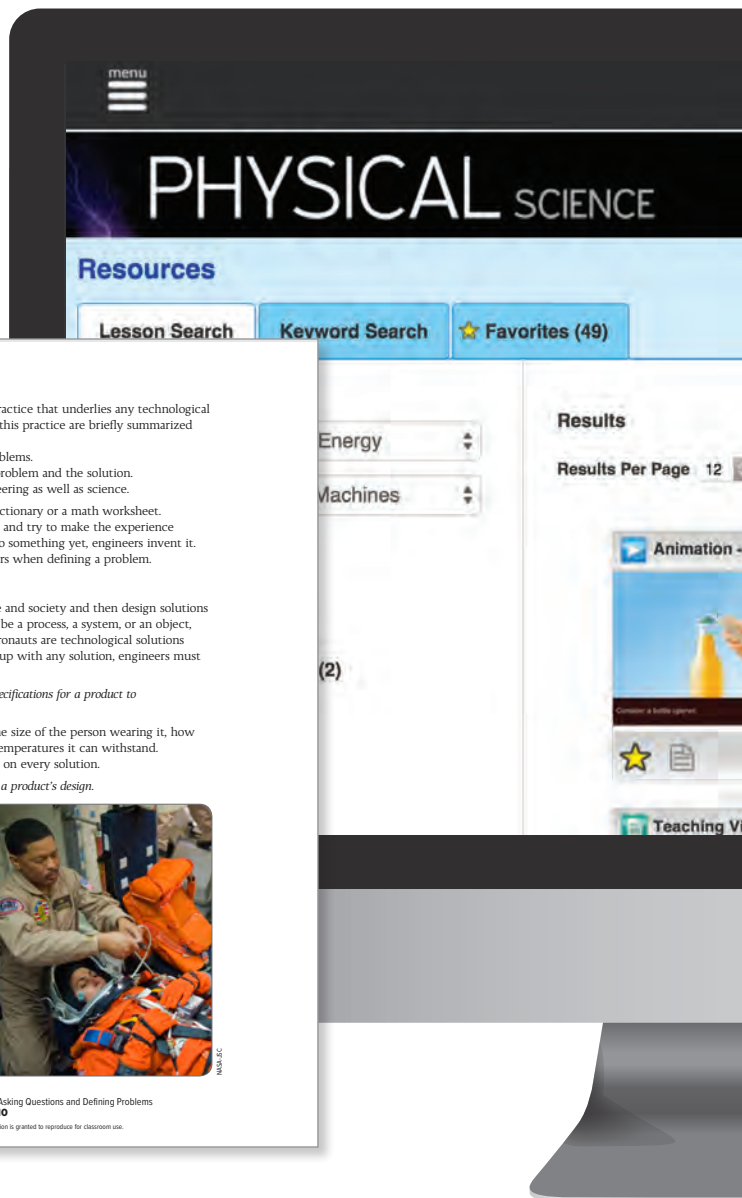 menu
PHYSICAL SCIENCE
Resources
Lesson Search
Keyword Search
Favorites (49)
Energy
Machines
(2)
Results
Results Per Page 12
Animation -
Consider a bottle opener.
Teaching Vi
ractice that underlies any technological
this practice are briefly summarized
blems.
roblem and the solution.
eering as well as science.
ctionary or a math worksheet.
and try to make the experience
o something yet, engineers invent it.
rs when defining a problem.
e and society and then design solutions
be a process, a system, or an object,
ronauts are technological solutions
up with any solution, engineers must
ecifications for a product to
e size of the person wearing it, how
emperatures it can withstand.
on every solution.
a product's design.
NASA-JSC
Asking Questions and Defining Problems
10
ion is granted to reproduce for classroom use.